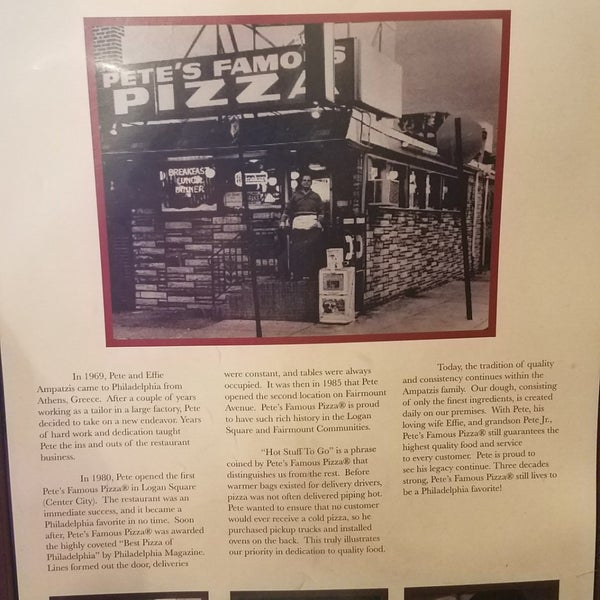 PETE'S FAMOUS
PIZZA
BREAKFAST
LUNCH
DINNER
In 1969, Pete and Effie
Ampatzis came to Philadelphia from
Athens, Greece.  After a couple of years
working as a tailor in a large factory, Pete
decided to take on a new endeavor.  Years
of hard work and dedication taught
Pete the ins and outs of the restaurant
business.
In 1980, Pete opened the first
Pete's Famous Pizza® in Logan Square
(Center City).  The restaurant was an
immediate success, and it became a
Philadelphia favorite in no time.  Soon
after, Pete's Famous Pizza® was awarded
the highly coveted "Best Pizza of
Philadelphia" by Philadelphia Magazine.
Lines formed out the door, deliveries
were constant, and tables were always
occupied.  It was then in 1985 that Pete
opened the second location on Fairmount
Avenue.  Pete's Famous Pizza® is proud
to have such rich history in the Logan
Square and Fairmount Communities.
"Hot Stuff To Go" is a phrase
coined by Pete's Famous Pizza® that
distinguishes us from the rest.  Before
warmer bags existed for delivery drivers,
pizza was not often delivered piping hot.
Pete wanted to ensure that no customer
would ever receive a cold pizza, so he
purchased pickup trucks and installed
ovens on the back.  This truly illustrates
our priority in dedication to quality food.
Today, the tradition of quality
and consistency continues within the
Ampatzis family.  Our dough, consisting
of only the finest ingredients, is created
daily on our premises.  With Pete, his
loving wife Effie, and grandson Pete Jr.,
Pete's Famous Pizza® still guarantees the
highest quality food and service
to every customer.  Pete is proud to
see his legacy continue.  Three decades
strong, Pete's Famous Pizza® still lives to
be a Philadelphia favorite!